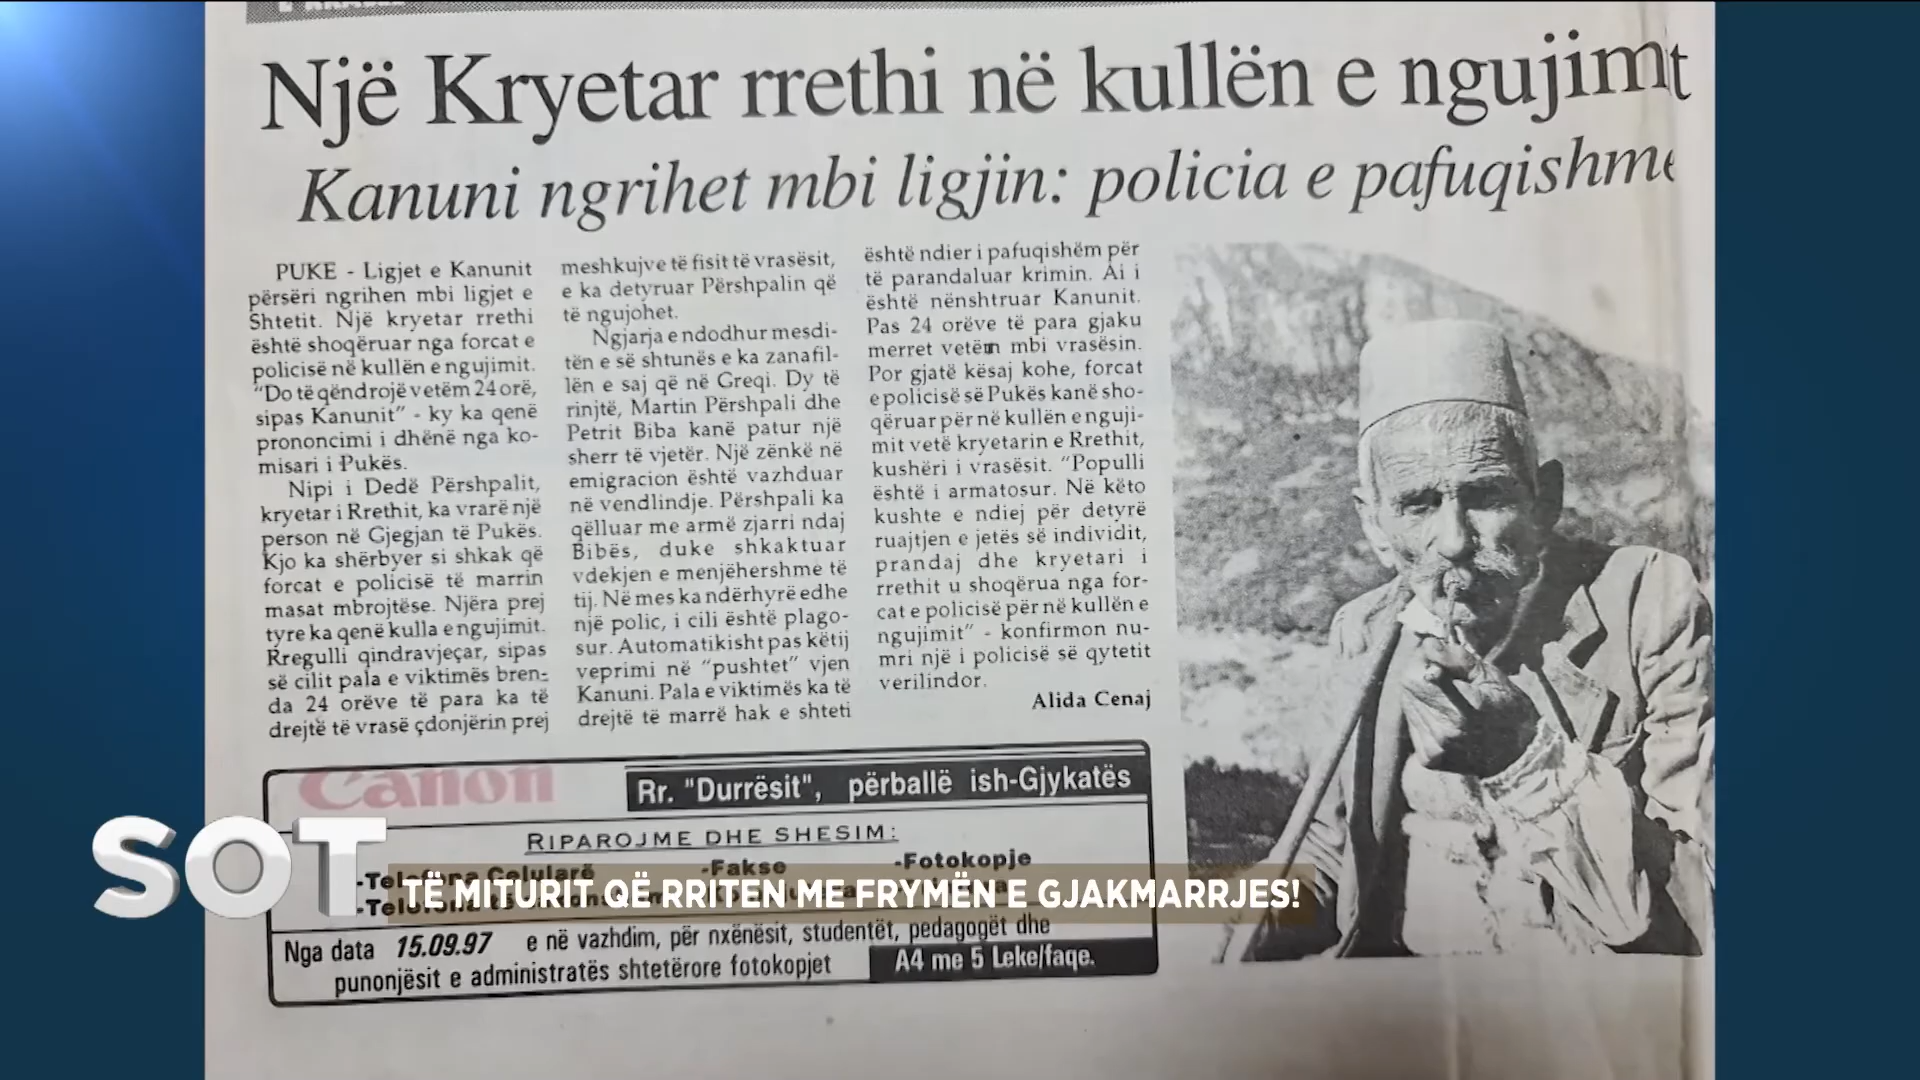 Një Kryetar rrethi në kullën e ngujimt
Kanuni ngrihet mbi ligjin: policia e pafuqishme
PUKE - Ligjet e Kanunit
përsëri ngrihen mbi ligjet e
Shtetit. Një kryetar rrethi
është shoqëruar nga forcat e
policisë në kullën e ngujimit.
"Do të qëndrojë vetëm 24 orë,
sipas Kanunit" - ky ka qenë
prononcimi i dhënë nga ko-
misari i Pukës.
Nipi i Dedë Përshpalit,
kryetar i Rrethit, ka vrarë një
person në Gjegjan të Pukës.
Kjo ka shërbyer si shkak që
forcat e policisë të marrin
masat mbrojtëse. Njëra prej
tyre ka qenë kulla e ngujimit.
Rregulli qindravjeçar, sipas
së cilit pala e viktimës bren-
da 24 orëve të para ka të
drejtë të vrasë çdonjërin prej
meshkujve të fisit të vrasësit,
e ka detyruar Përshpalin që
të ngujohet.
Ngjarja e ndodhur mesdi-
tën e së shtunës e ka zanafil-
lën e saj që në Greqi. Dy të
rinjtë, Martin Përshpali dhe
Petrit Biba kanë patur një
sherr të vjetër. Një zënkë në
emigracion është vazhduar
në vendlindje. Përshpali ka
qëlluar me armë zjarri ndaj
Bibës, duke shkaktuar
vdekjen e menjëhershme të
tij. Në mes ka ndërhyrë edhe
një polic, i cili është plago-
sur. Automatikisht pas këtij
veprimi në "pushtet" vjen
Kanuni. Pala e viktimës ka të
drejtë të marrë hak e shteti
është ndier i pafuqishëm për
të parandaluar krimin. Ai i
është nënshtruar Kanunit.
Pas 24 orëve të para gjaku
merret vetëm mbi vrasësin.
Por gjatë kësaj kohe, forcat
e policisë së Pukës kanë sho-
qëruar për në kullën e nguji-
mit vetë kryetarin e Rrethit,
kushëri i vrasësit. "Populli
është i armatosur. Në këto
kushte e ndiej për detyrë
ruajtjen e jetës së individit,
prandaj dhe kryetari i
rrethit u shoqërua nga for-
cat e policisë për në kullën e
ngujimit" - konfirmon nu-
mri një i policisë së qytetit
verilindor.
Alida Cenaj
Canon
Rr. "Durrësit", përballë ish-Gjykatës
RIPAROJME DHE SHESIM:
-Telefona Celularë -Fakse -Fotokopje
SOT
TË MITURIT QË RRITEN ME FRYMËN E GJAKMARRJES!
Nga data 15.09.97 e në vazhdim, për nxënësit, studentët, pedagogët dhe
punonjësit e administratës shtetërore fotokopjet A4 me 5 Leke/faqe.